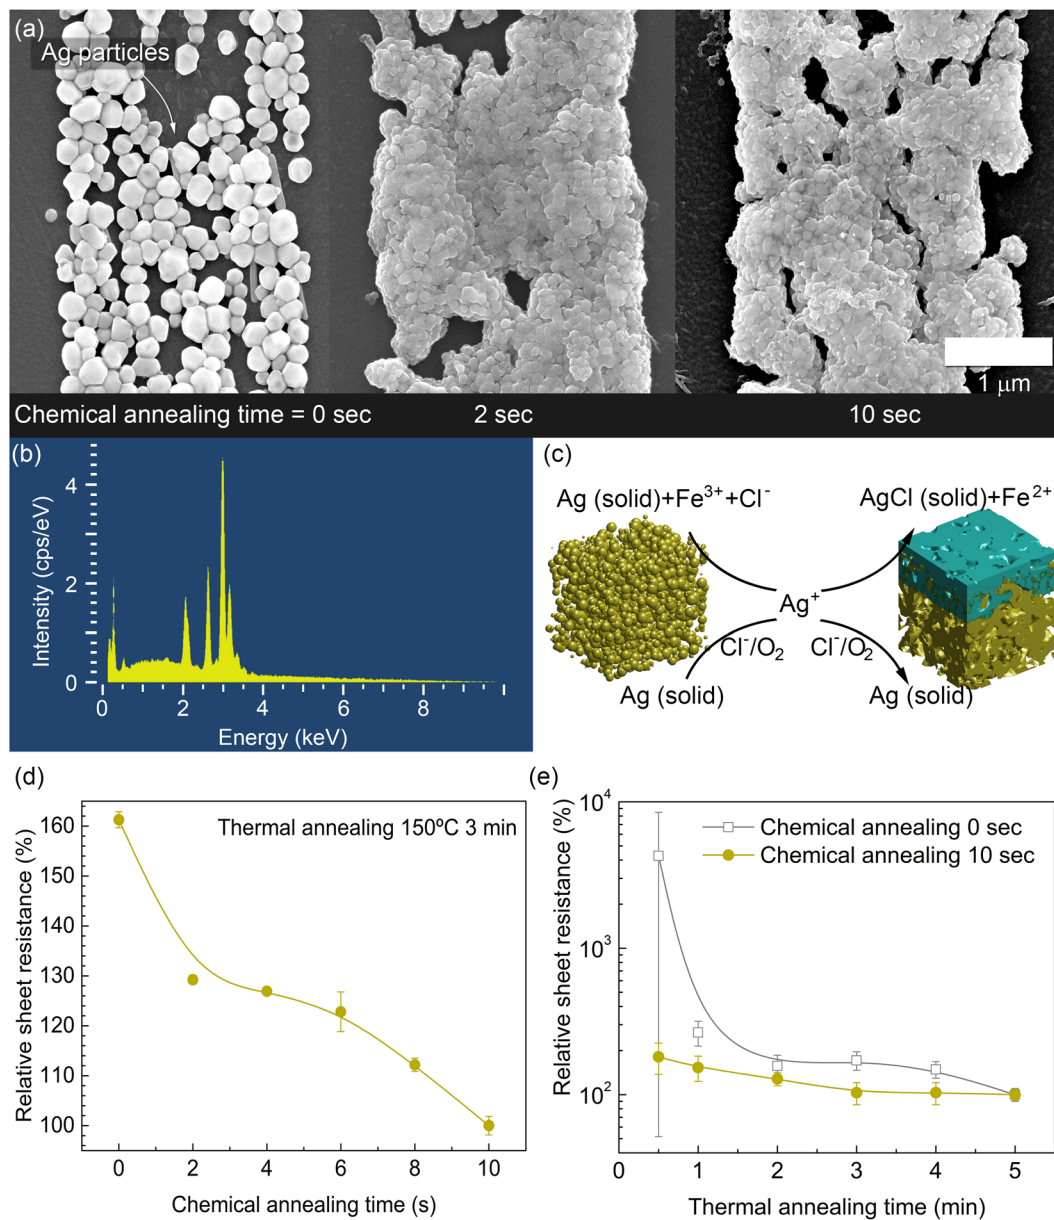 (a)
Ag particles
1 μm
Chemical annealing time = 0 sec
2 sec
10 sec
(b)
Intensity (cps/eV)
4
2
0
0
2
4
6
8
Energy (keV)
(c)
Ag (solid)+Fe³⁺+Cl⁻
AgCl (solid)+Fe²⁺
Ag⁺
Cl⁻/O₂
Cl⁻/O₂
Ag (solid)
Ag (solid)
(d)
Relative sheet resistance (%)
160
150
140
130
120
110
100
Thermal annealing 150ºC 3 min
0
2
4
6
8
10
Chemical annealing time (s)
(e)
Relative sheet resistance (%)
10⁴
10³
10²
Chemical annealing 0 sec
Chemical annealing 10 sec
0
1
2
3
4
5
Thermal annealing time (min)